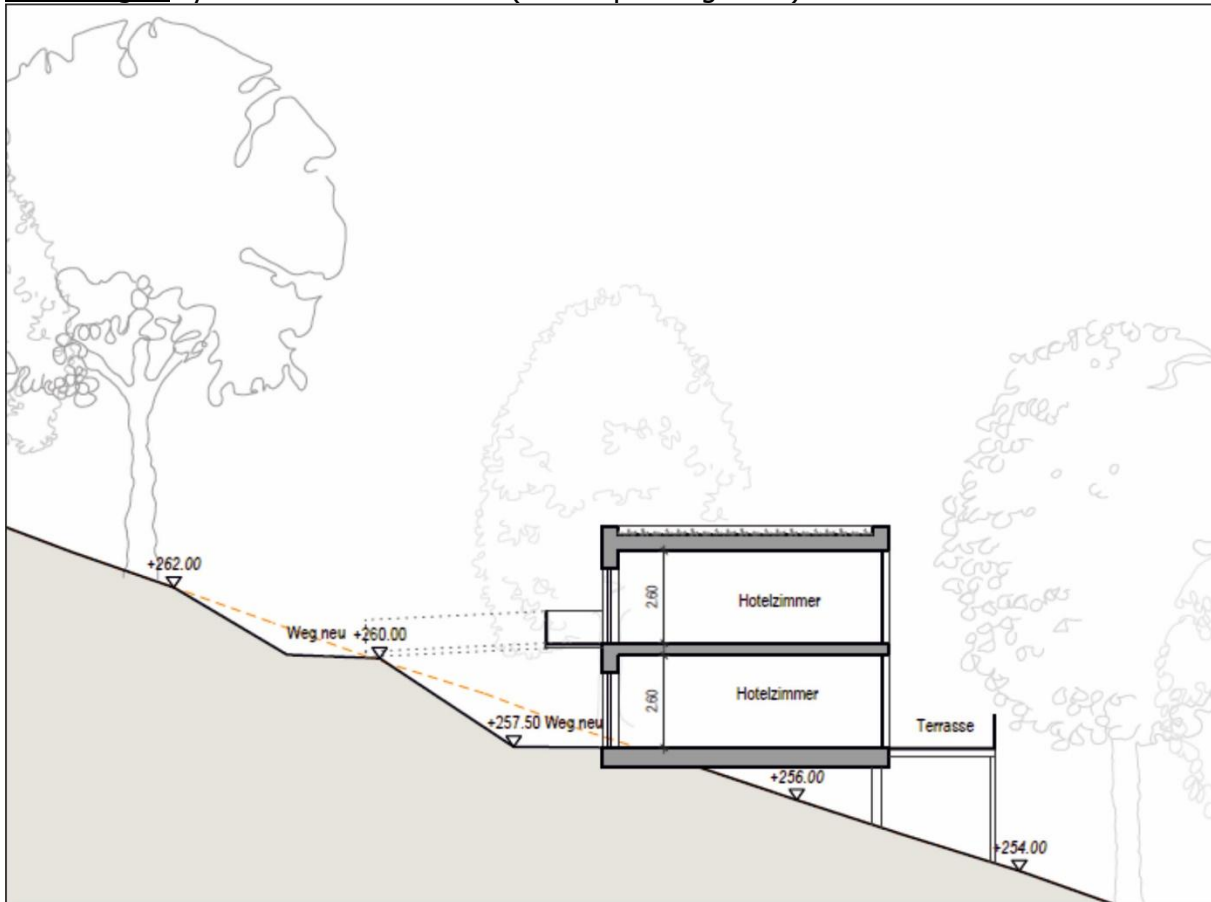 +262.00
Weg neu +260.00
2.60
Hotelzimmer
2.60
Hotelzimmer
+257.50 Weg neu
Terrasse
+256.00
+254.00